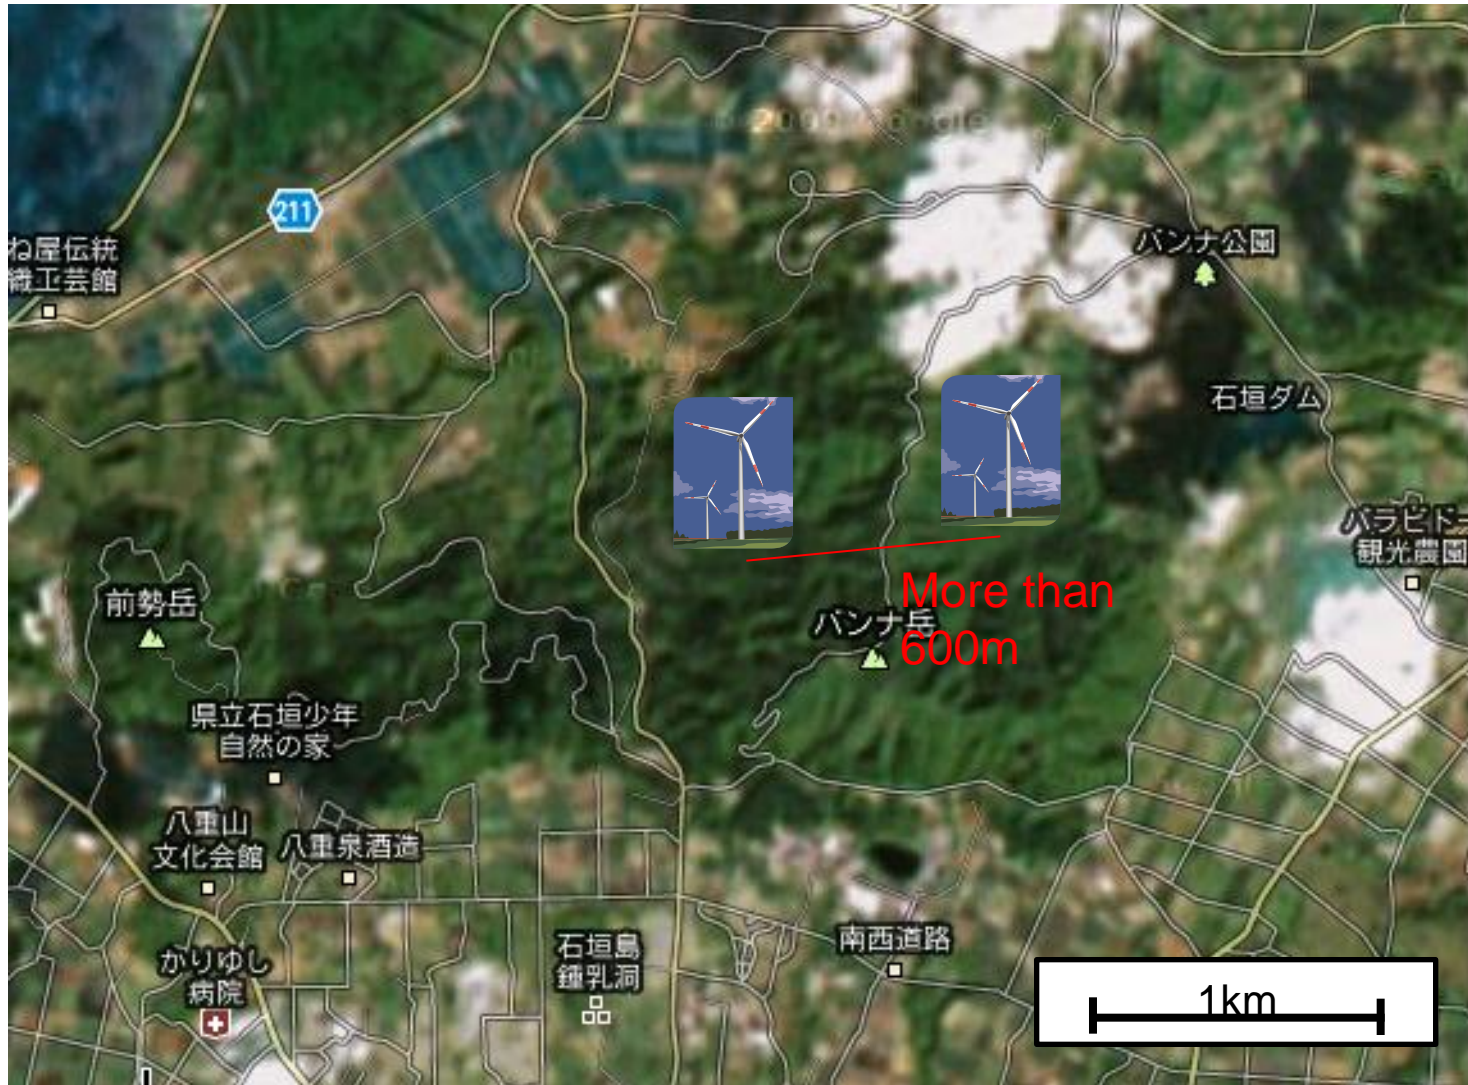 211
バンナ公園
ね屋伝統
織工芸館
石垣ダム
バラビドー
観光農園
前勢岳
More than
600m
バンナ岳
県立石垣少年
自然の家
八重山
文化会館
八重泉酒造
石垣島
鍾乳洞
南西道路
かりゆし
病院
1km